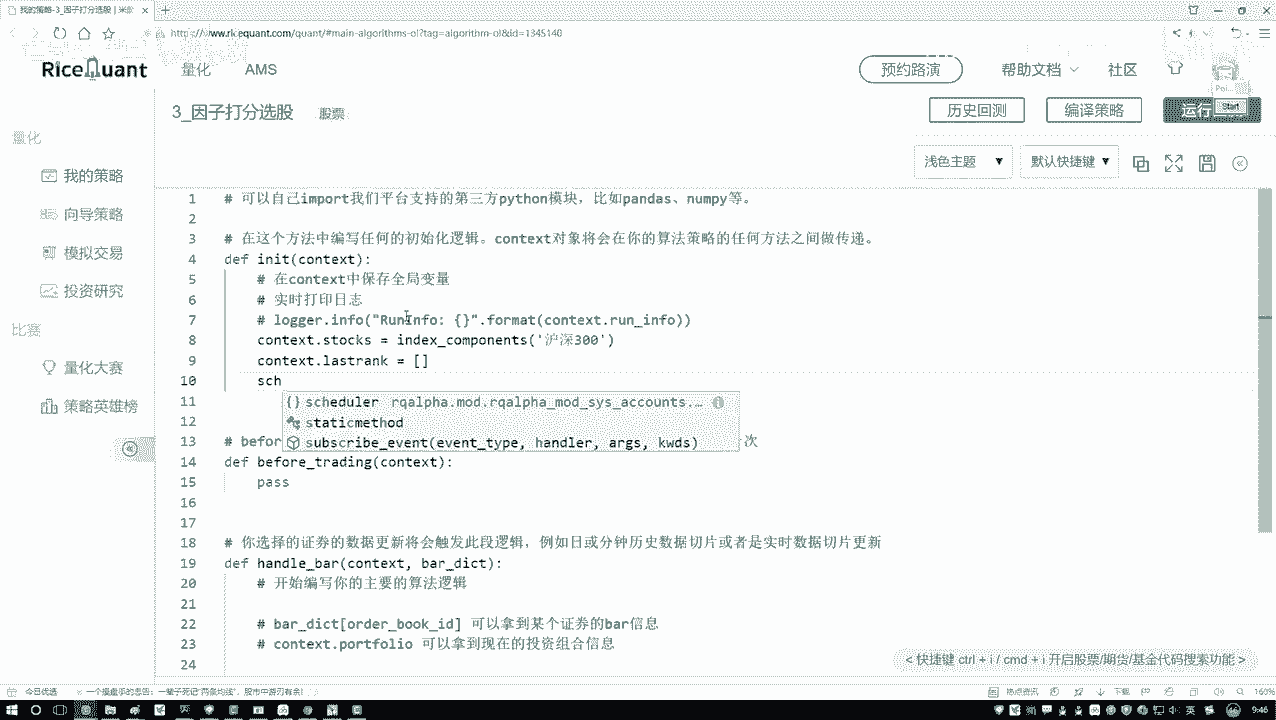 我的策略-3_因子打分选股 | 米筐
https://www.ricequant.com/quant/#main-algorithms-ol?tag=algorithm-ol&id=1345140
RiceQuant 量化 AMS 预约路演 帮助文档 社区
3_因子打分选股 股票 历史回测 编译策略 运行
Start
量化
浅色主题 默认快捷键
我的策略
向导策略
模拟交易
投资研究
比赛
量化大赛
策略英雄榜
1 # 可以自己import我们平台支持的第三方python模块，比如pandas、numpy等。
2
3 # 在这个方法中编写任何的初始化逻辑。context对象将会在你的算法策略的任何方法之间做传递。
4 def init(context):
5 # 在context中保存全局变量
6 # 实时打印日志
7 # logger.info("RunInfo: {}".format(context.run_info))
8 context.stocks = index_components('沪深300')
9 context.lastrank = []
10 sch
11 {} scheduler rqalpha.mod.rqalpha_mod_sys_accounts...
12 staticmethod
13 # befor subscribe_event(event_type, handler, args, kwds) 次
14 def before_trading(context):
15 pass
16
17
18 # 你选择的证券的数据更新将会触发此段逻辑，例如日或分钟历史数据切片或者是实时数据切片更新
19 def handle_bar(context, bar_dict):
20 # 开始编写你的主要的算法逻辑
21
22 # bar_dict[order_book_id] 可以拿到某个证券的bar信息
23 # context.portfolio 可以拿到现在的投资组合信息
24
< 快捷键 ctrl + i / cmd + i 开启股票/期货/基金代码搜索功能 >
今日优选 一个操盘手的忠告：一辈子死记"两条均线"，股市中游刃有余! 热点资讯 下载 160%
英 9:46